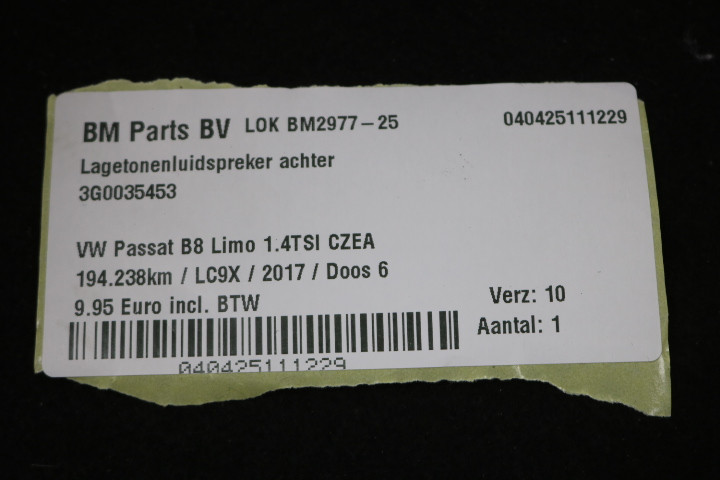 BM Parts BV LOK BM2977-25 040425111229
Lagetonenluidspreker achter
3G0035453
VW Passat B8 Limo 1.4TSI CZEA
194.238km / LC9X / 2017 / Doos 6
9.95 Euro incl. BTW
Verz: 10
Aantal: 1
040425111229